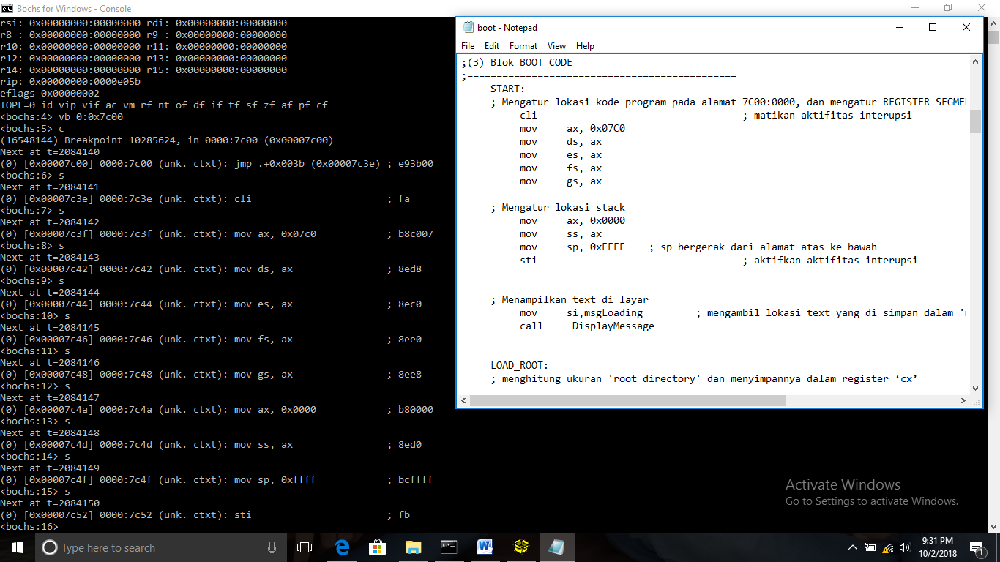 Bochs for Windows - Console
rsi: 0x00000000:00000000 rdi: 0x00000000:00000000
r8 : 0x00000000:00000000 r9 : 0x00000000:00000000
r10: 0x00000000:00000000 r11: 0x00000000:00000000
r12: 0x00000000:00000000 r13: 0x00000000:00000000
r14: 0x00000000:00000000 r15: 0x00000000:00000000
rip: 0x00000000:0000e05b
eflags 0x00000002
IOPL=0 id vip vif ac vm rf nt of df if tf sf zf af pf cf
<bochs:4> vb 0:0x7c00
<bochs:5> c
(16548144) Breakpoint 10285624, in 0000:7c00 (0x00007c00)
Next at t=2084140
(0) [0x00007c00] 0000:7c00 (unk. ctxt): jmp .+0x003b (0x00007c3e) ; e93b00
<bochs:6> s
Next at t=2084141
(0) [0x00007c3e] 0000:7c3e (unk. ctxt): cli ; fa
<bochs:7> s
Next at t=2084142
(0) [0x00007c3f] 0000:7c3f (unk. ctxt): mov ax, 0x07c0 ; b8c007
<bochs:8> s
Next at t=2084143
(0) [0x00007c42] 0000:7c42 (unk. ctxt): mov ds, ax ; 8ed8
<bochs:9> s
Next at t=2084144
(0) [0x00007c44] 0000:7c44 (unk. ctxt): mov es, ax ; 8ec0
<bochs:10> s
Next at t=2084145
(0) [0x00007c46] 0000:7c46 (unk. ctxt): mov fs, ax ; 8ee0
<bochs:11> s
Next at t=2084146
(0) [0x00007c48] 0000:7c48 (unk. ctxt): mov gs, ax ; 8ee8
<bochs:12> s
Next at t=2084147
(0) [0x00007c4a] 0000:7c4a (unk. ctxt): mov ax, 0x0000 ; b80000
<bochs:13> s
Next at t=2084148
(0) [0x00007c4d] 0000:7c4d (unk. ctxt): mov ss, ax ; 8ed0
<bochs:14> s
Next at t=2084149
(0) [0x00007c4f] 0000:7c4f (unk. ctxt): mov sp, 0xffff ; bcffff
<bochs:15> s
Next at t=2084150
(0) [0x00007c52] 0000:7c52 (unk. ctxt): sti ; fb
<bochs:16>
boot - Notepad
File Edit Format View Help
;(3) Blok BOOT CODE
;==============================================
START:
; Mengatur lokasi kode program pada alamat 7C00:0000, dan mengatur REGISTER SEGME
cli ; matikan aktifitas interupsi
mov ax, 0x07C0
mov ds, ax
mov es, ax
mov fs, ax
mov gs, ax
; Mengatur lokasi stack
mov ax, 0x0000
mov ss, ax
mov sp, 0xFFFF ; sp bergerak dari alamat atas ke bawah
sti ; aktifkan aktifitas interupsi
; Menampilkan text di layar
mov si,msgLoading ; mengambil lokasi text yang di simpan dalam '
call DisplayMessage
LOAD_ROOT:
; menghitung ukuran 'root directory' dan menyimpannya dalam register ‘cx’
Activate Windows
Go to Settings to activate Windows.
Type here to search
9:31 PM
10/2/2018
1